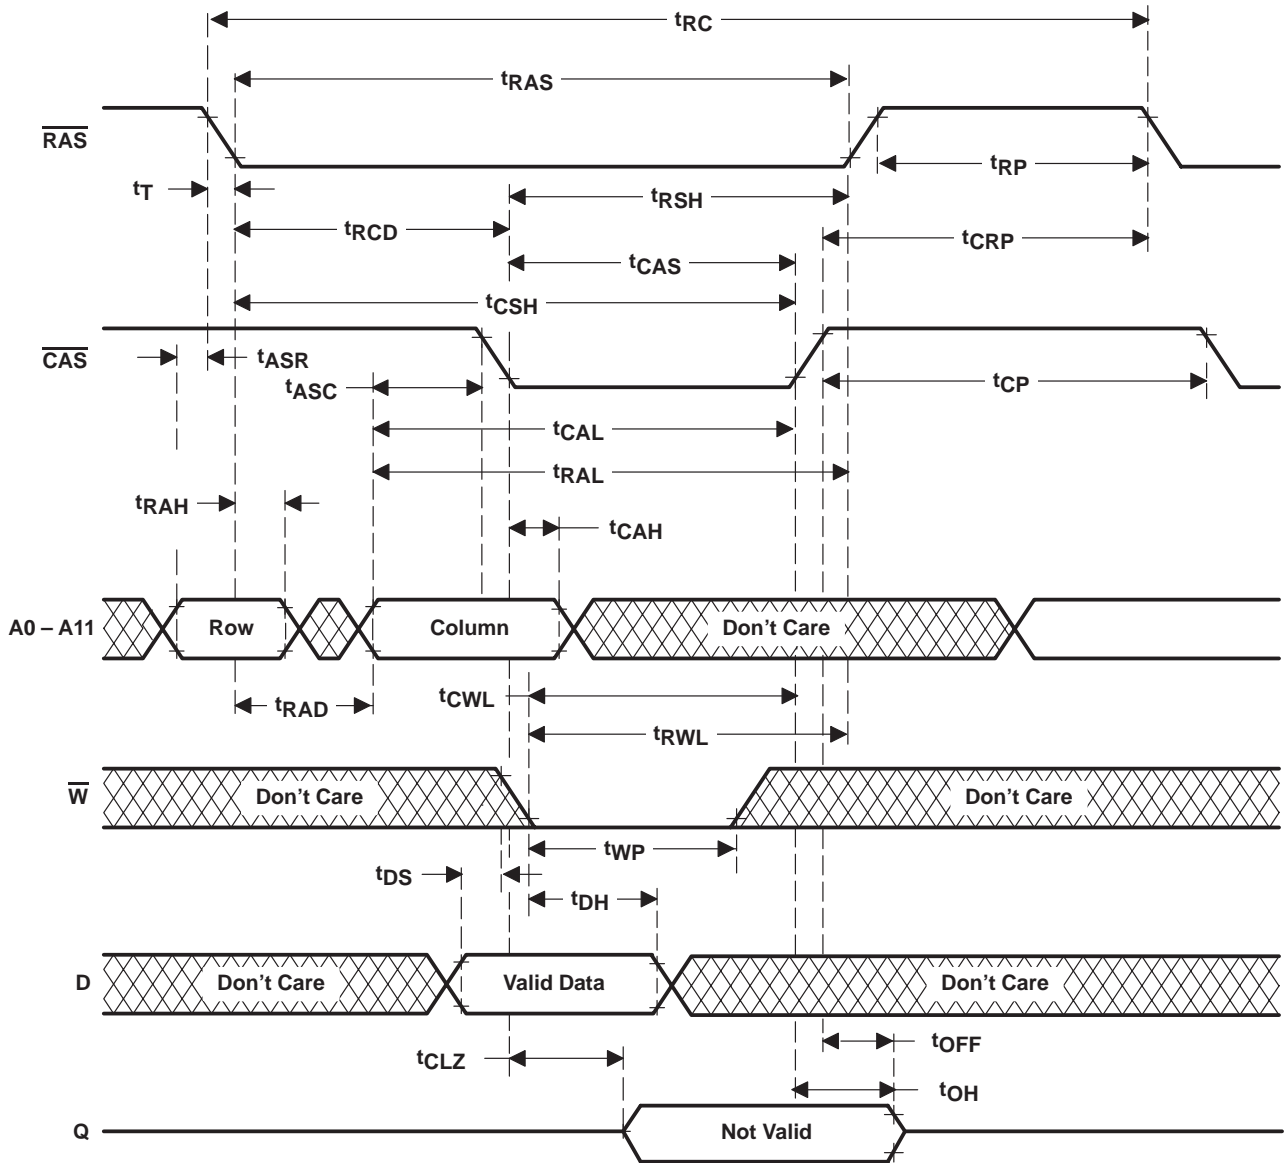 tRC
tRAS
RAS
tRP
tT
tRSH
tRCD
tCRP
tCAS
tCSH
CAS
tASR
tASC
tCP
tCAL
tRAL
tRAH
tCAH
A0 – A11
Row
Column
Don't Care
tCWL
tRAD
tRWL
W
Don't Care
Don't Care
tWP
tDS
tDH
D
Don't Care
Valid Data
Don't Care
tOFF
tCLZ
tOH
Q
Not Valid